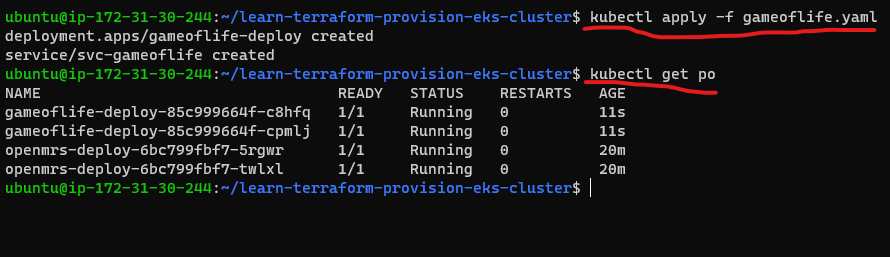 ubuntu@ip-172-31-30-244:~/learn-terraform-provision-eks-cluster$ kubectl apply -f gameoflife.yaml
deployment.apps/gameoflife-deploy created
service/svc-gameoflife created
ubuntu@ip-172-31-30-244:~/learn-terraform-provision-eks-cluster$ kubectl get po
NAME READY STATUS RESTARTS AGE
gameoflife-deploy-85c999664f-c8hfq 1/1 Running 0 11s
gameoflife-deploy-85c999664f-cpmlj 1/1 Running 0 11s
openmrs-deploy-6bc799fbf7-5rgwr 1/1 Running 0 20m
openmrs-deploy-6bc799fbf7-twlxl 1/1 Running 0 20m
ubuntu@ip-172-31-30-244:~/learn-terraform-provision-eks-cluster$